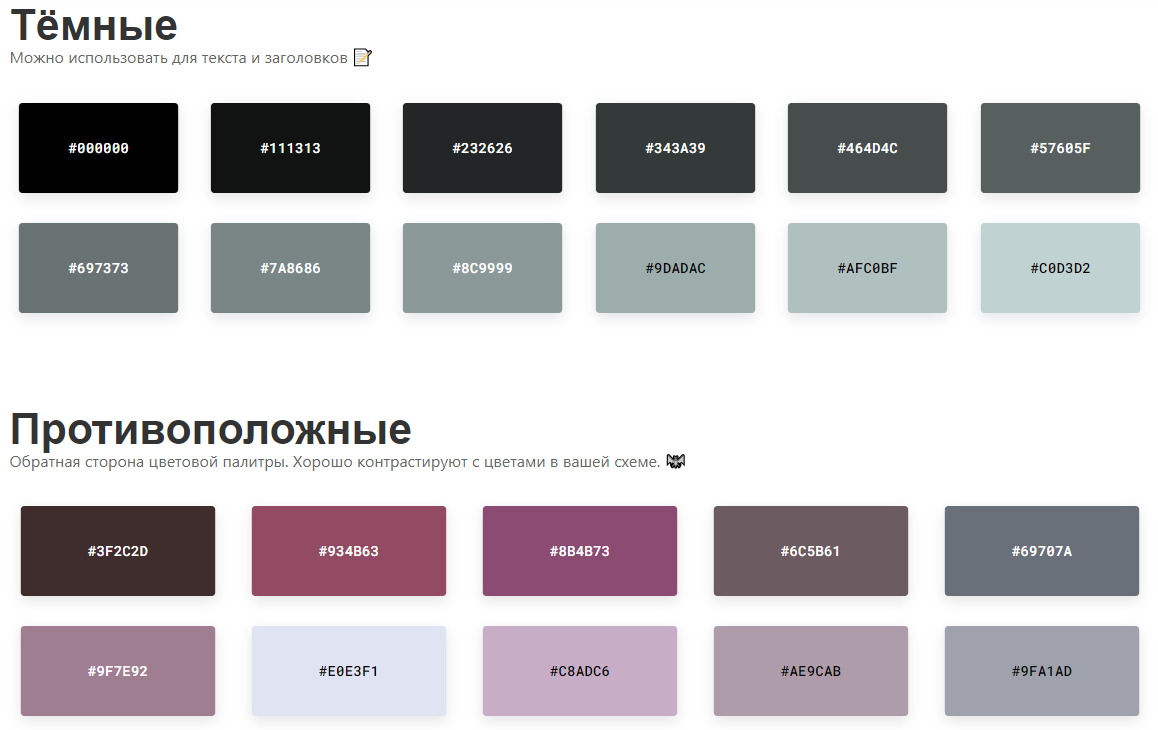 Тёмные
Можно использовать для текста и заголовков 📝
#000000 #111313 #232626 #343A39 #464D4C #57605F
#697373 #7A8686 #8C9999 #9DADAC #AFC0BF #C0D3D2
Противоположные
Обратная сторона цветовой палитры. Хорошо контрастируют с цветами в вашей схеме. 🦇
#3F2C2D #934B63 #8B4B73 #6C5B61 #69707A
#9F7E92 #E0E3F1 #C8ADC6 #AE9CAB #9FA1AD